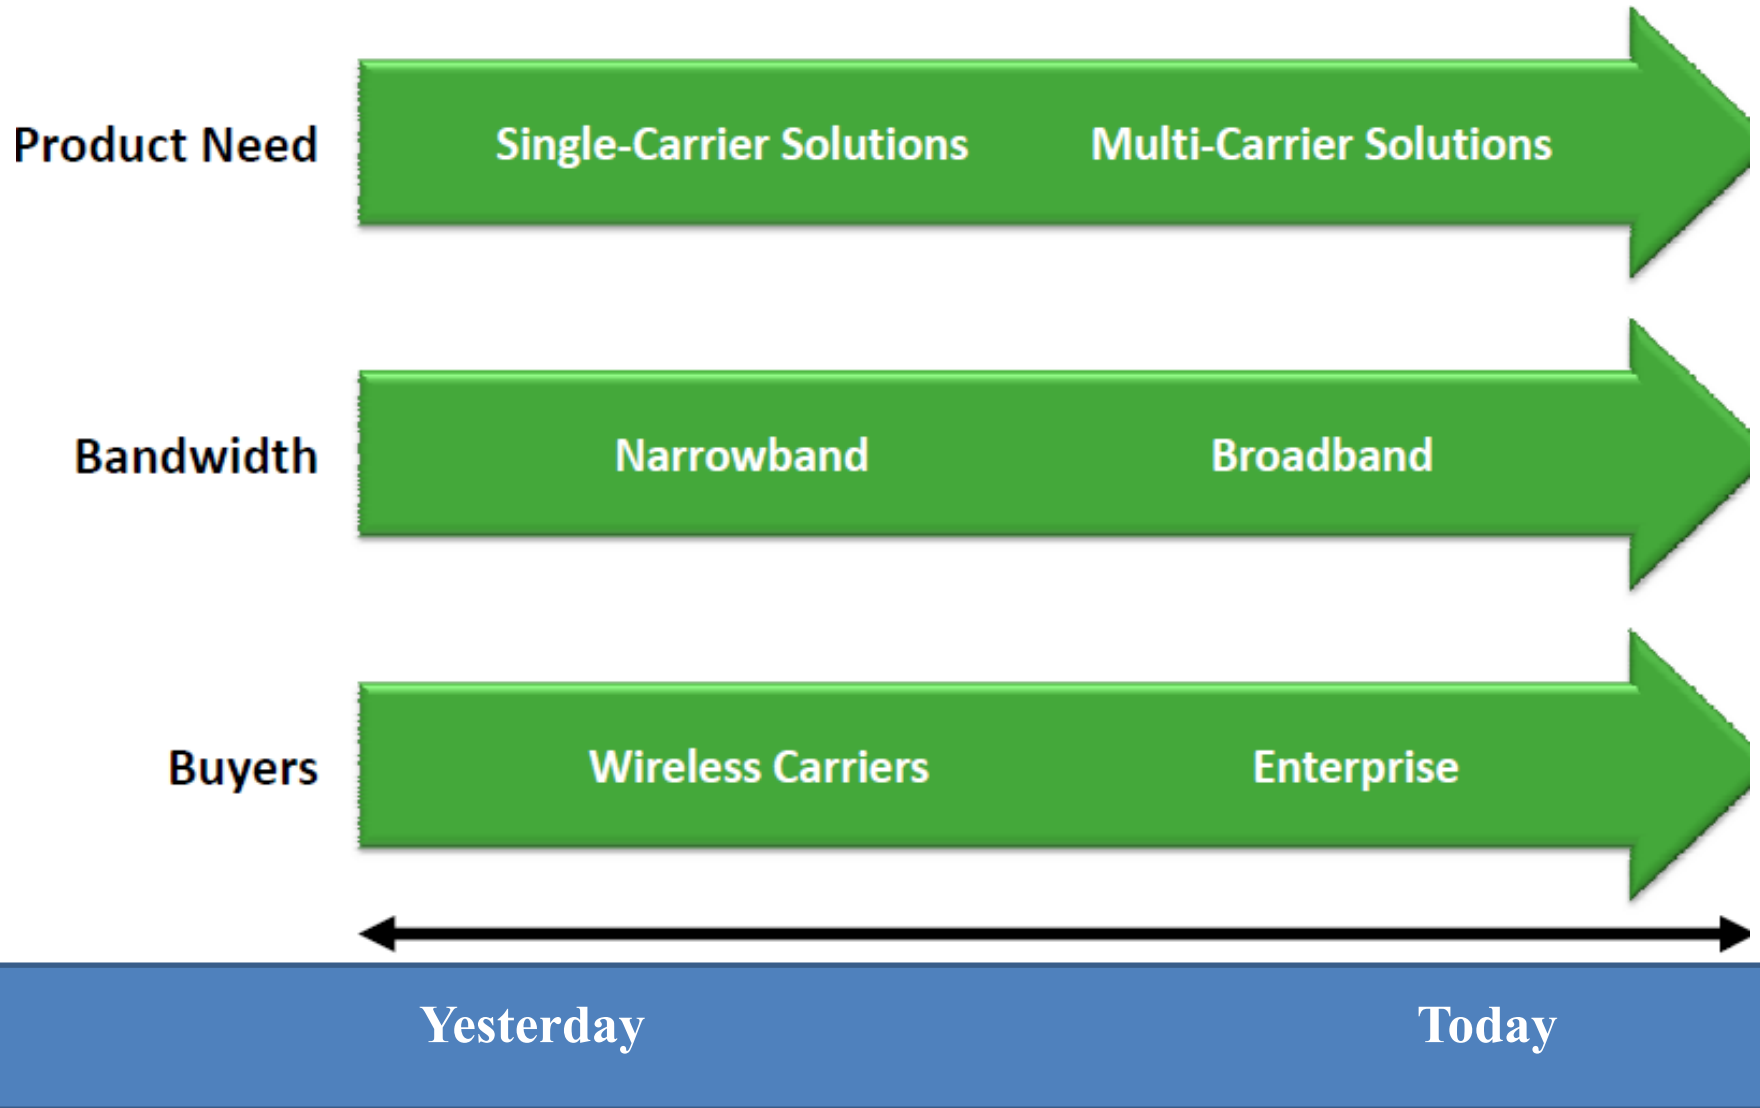 Product Need Single-Carrier Solutions Multi-Carrier Solutions
Bandwidth Narrowband Broadband
Buyers Wireless Carriers Enterprise
Yesterday Today